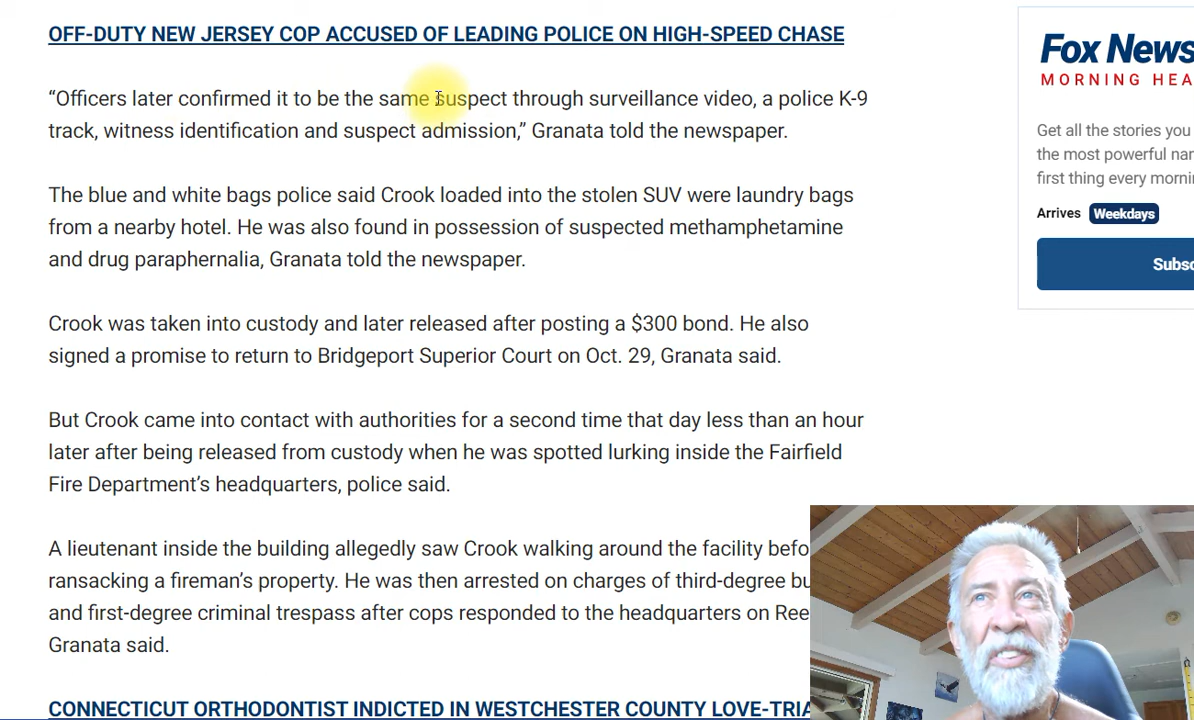 OFF-DUTY NEW JERSEY COP ACCUSED OF LEADING POLICE ON HIGH-SPEED CHASE
“Officers later confirmed it to be the same suspect through surveillance video, a police K-9
track, witness identification and suspect admission,” Granata told the newspaper.
The blue and white bags police said Crook loaded into the stolen SUV were laundry bags
from a nearby hotel. He was also found in possession of suspected methamphetamine
and drug paraphernalia, Granata told the newspaper.
Crook was taken into custody and later released after posting a $300 bond. He also
signed a promise to return to Bridgeport Superior Court on Oct. 29, Granata said.
But Crook came into contact with authorities for a second time that day less than an hour
later after being released from custody when he was spotted lurking inside the Fairfield
Fire Department’s headquarters, police said.
A lieutenant inside the building allegedly saw Crook walking around the facility befo
ransacking a fireman’s property. He was then arrested on charges of third-degree bu
and first-degree criminal trespass after cops responded to the headquarters on Ree
Granata said.
CONNECTICUT ORTHODONTIST INDICTED IN WESTCHESTER COUNTY LOVE-TRIA
Fox News
MORNING HEA
Get all the stories you
the most powerful nar
first thing every mornin
Arrives Weekdays
Subsc